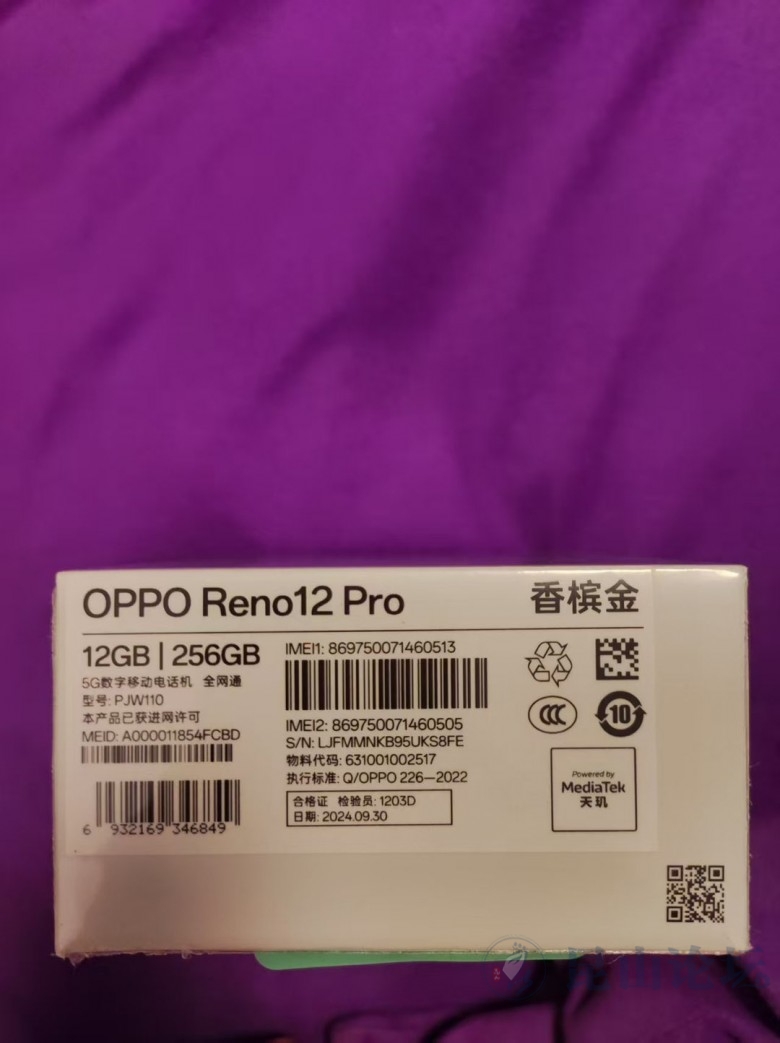 OPPO Reno12 Pro
香槟金
12GB | 256GB
5G数字移动电话机 全网通
型号: PJW110
本产品已获进网许可
MEID: A000011854FCBD
6 932169 346849
IMEI1: 869750071460513
IMEI2: 869750071460505
S/N: LJFMMNKB95UKS8FE
物料代码: 631001002517
执行标准: Q/OPPO 226—2022
合格证 检验员: 1203D
日期: 2024.09.30
CCC
10
Powered by
MediaTek
天玑